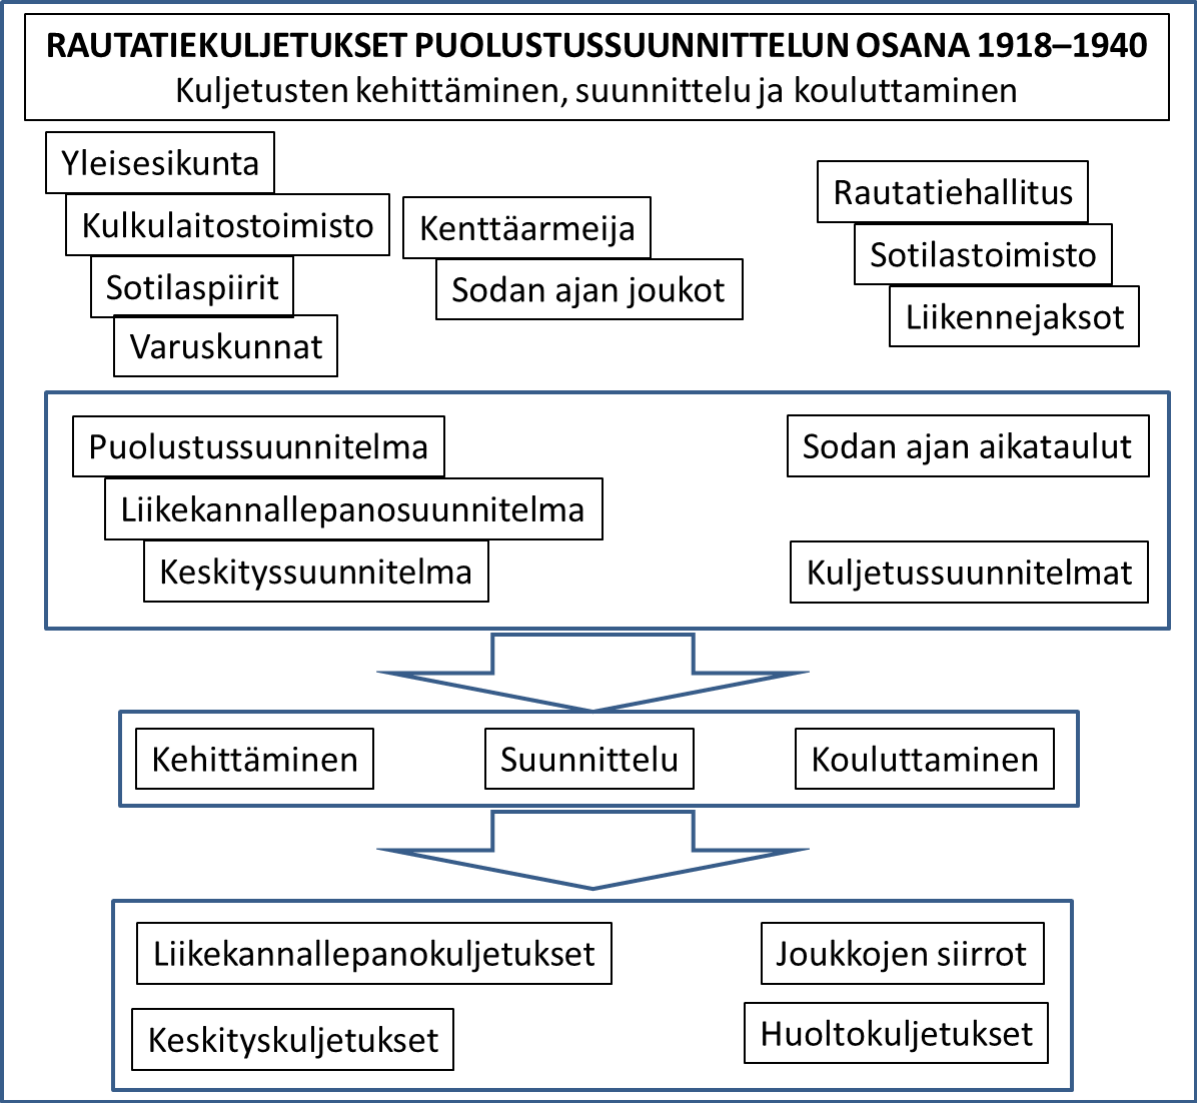 RAUTATIEKULJETUKSET PUOLUSTUSSUUNNITTELUN OSANA 1918–1940
Kuljetusten kehittäminen, suunnittelu ja kouluttaminen
Yleisesikunta
Kulkulaitostoimisto
Sotilaspiirit
Varuskunnat
Kenttäarmeija
Sodan ajan joukot
Rautatiehallitus
Sotilastoimisto
Liikennejaksot
Puolustussuunnitelma
Liikekannallepanosuunnitelma
Keskityssuunnitelma
Sodan ajan aikataulut
Kuljetussuunnitelmat
Kehittäminen
Suunnittelu
Kouluttaminen
Liikekannallepanokuljetukset
Keskityskuljetukset
Joukkojen siirrot
Huoltokuljetukset